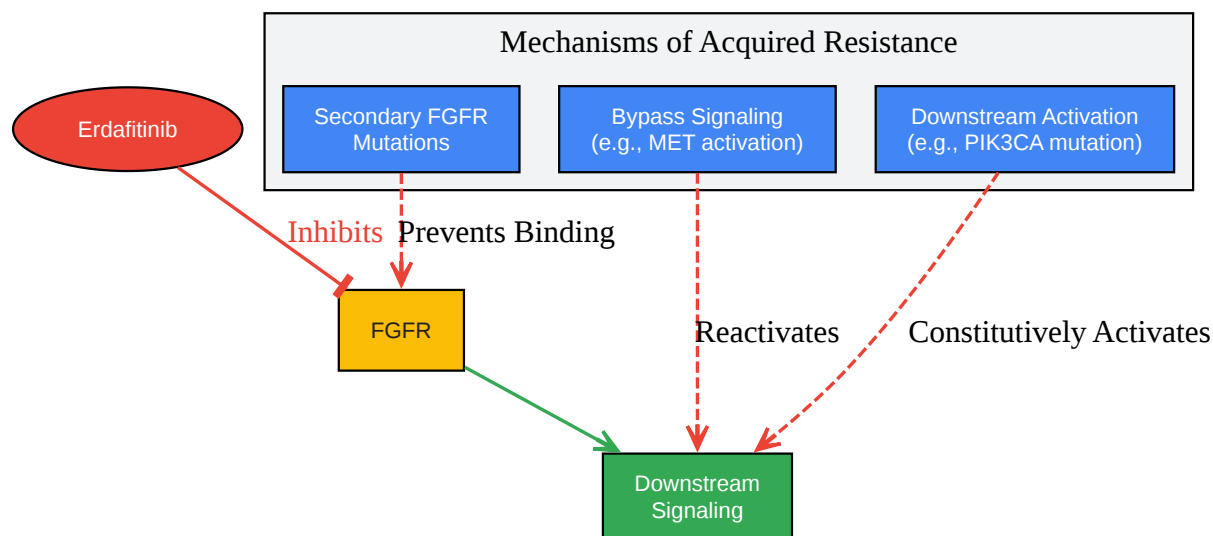 Mechanisms of Acquired Resistance
Erdafitinib
Secondary FGFR
Mutations
Bypass Signaling
(e.g., MET activation)
Downstream Activation
(e.g., PIK3CA mutation)
Inhibits
Prevents Binding
FGFR
Reactivates
Constitutively Activates
Downstream
Signaling